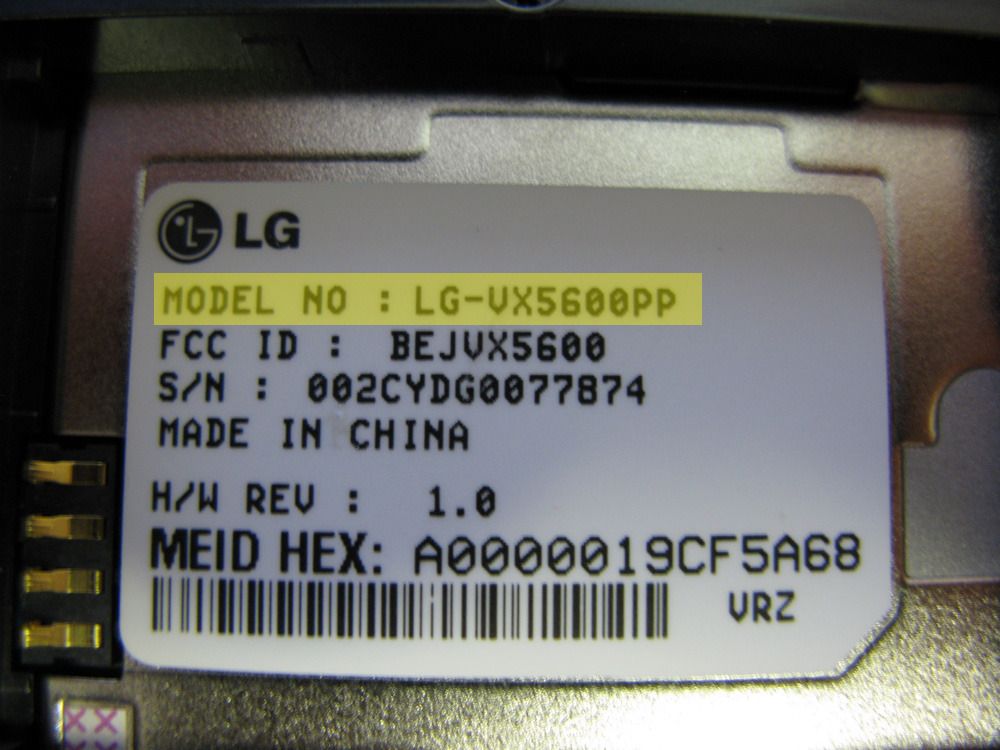 LG
MODEL NO : LG-VX5600PP
FCC ID : BEJVX5600
S/N : 002CYDG0077874
MADE IN CHINA
H/W REV : 1.0
MEID HEX: A0000019CF5A68
VRZ